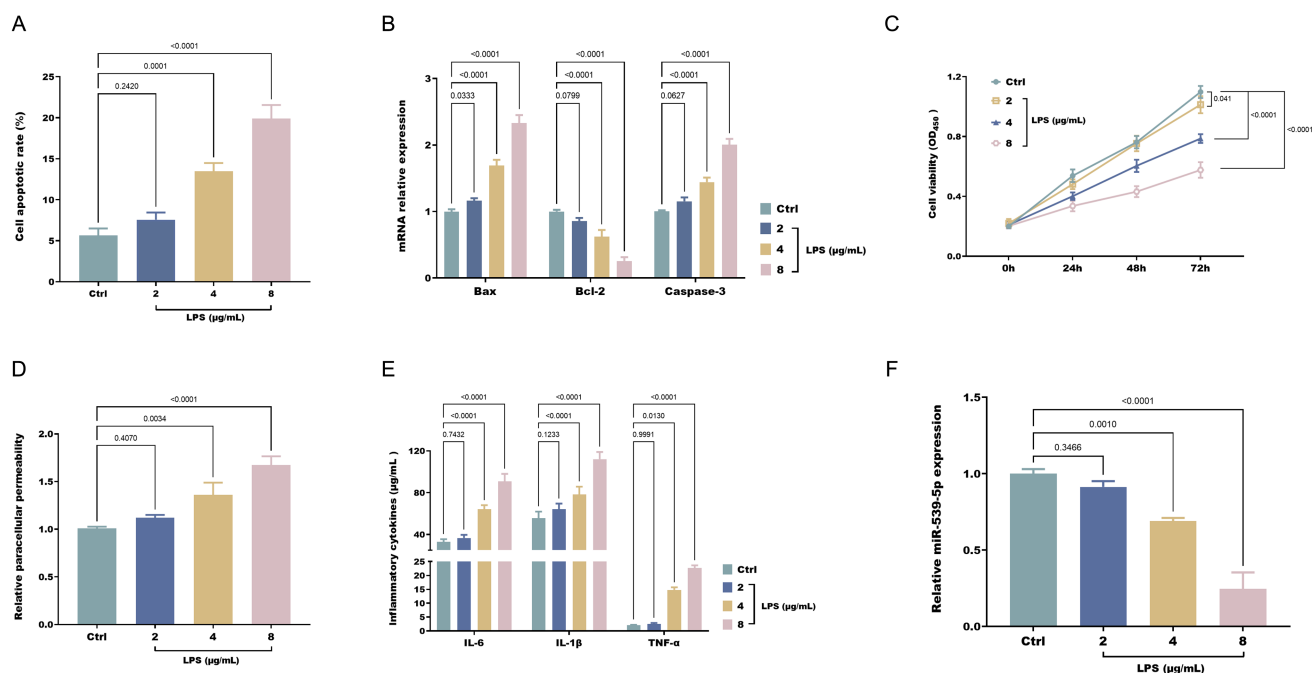 A
Cell apoptotic rate (%)
25
20
15
10
5
0
<0.0001
0.0001
0.2420
Ctrl 2 4 8
LPS (μg/mL)
B
mRNA relative expression
3
2
1
0
<0.0001 <0.0001 <0.0001
<0.0001 <0.0001 <0.0001
0.0333 0.0799 0.0627
Bax Bcl-2 Caspase-3
Ctrl
2
4
8
LPS (μg/mL)
C
Cell viability (OD450)
1.2
0.8
0.4
0.0
Ctrl
2
4
8
LPS (μg/mL)
0.041
<0.0001
<0.0001
0h 24h 48h 72h
D
Relative paracellular permeability
2.0
1.5
1.0
0.5
0.0
<0.0001
0.0034
0.4070
Ctrl 2 4 8
LPS (μg/mL)
E
Inflammatory cytokines (μg/mL)
120
80
40
25
20
15
10
5
0
<0.0001 <0.0001 <0.0001
<0.0001 <0.0001 0.0130
0.7432 0.1233 0.9991
IL-6 IL-1β TNF-α
Ctrl
2
4
8
LPS (μg/mL)
F
Relative miR-539-5p expression
1.5
1.0
0.5
0.0
<0.0001
0.0010
0.3466
Ctrl 2 4 8
LPS (μg/mL)